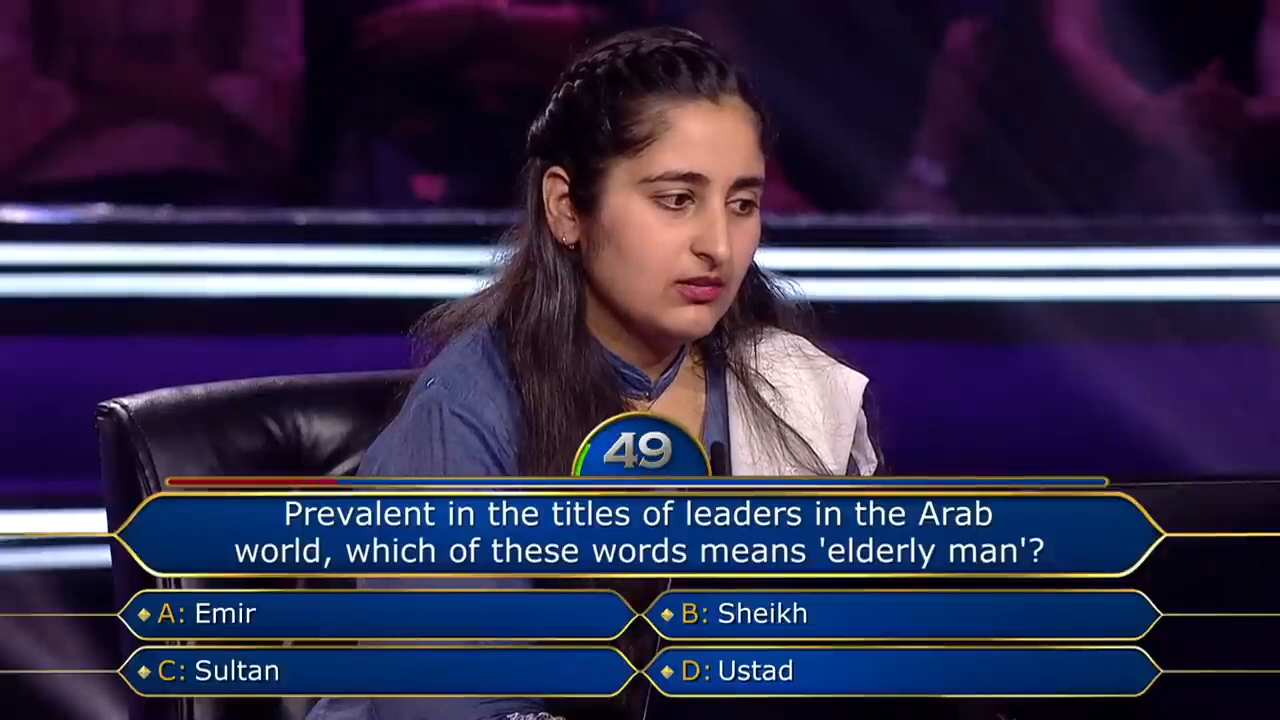 49
Prevalent in the titles of leaders in the Arab
world, which of these words means 'elderly man'?
A: Emir
B: Sheikh
C: Sultan
D: Ustad